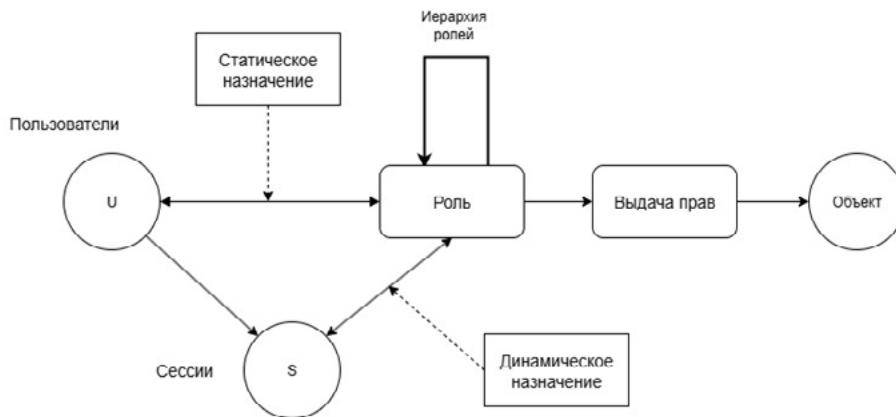 Иерархия
ролей
Статическое
назначение
Пользователи
U
Роль
Выдача прав
Объект
Сессии
S
Динамическое
назначение